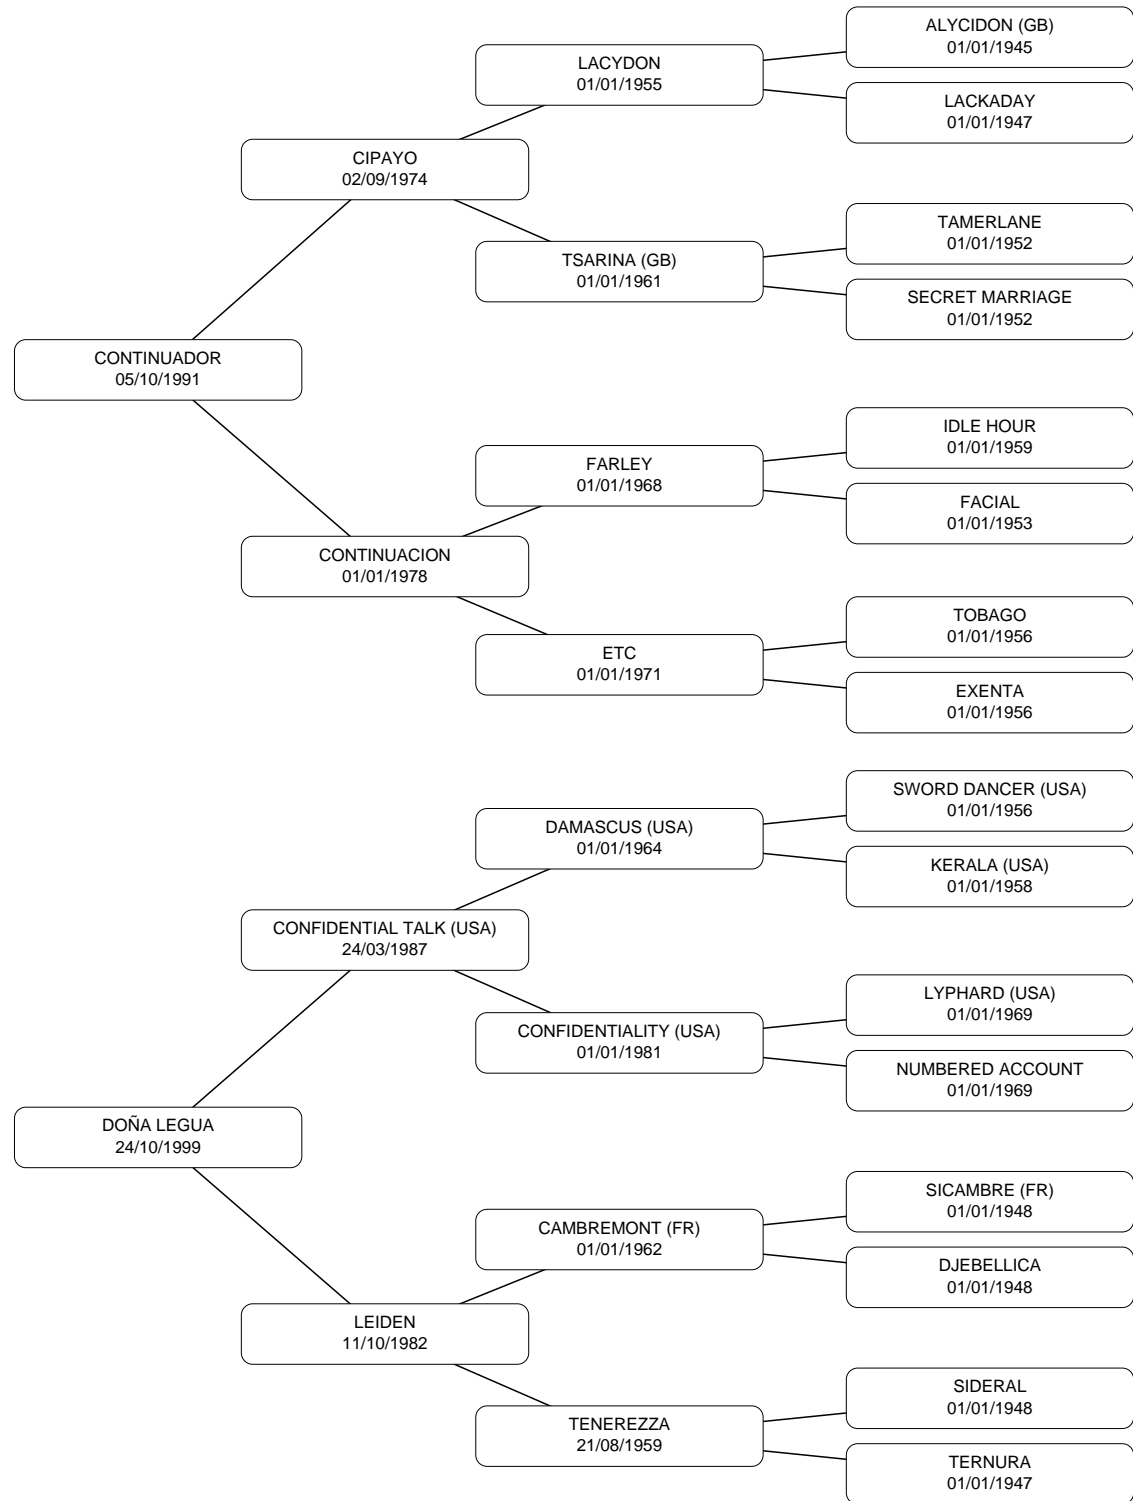 ALYCIDON (GB)
01/01/1945
LACYDON
01/01/1955
LACKADAY
01/01/1947
CIPAYO
02/09/1974
TAMERLANE
01/01/1952
TSARINA (GB)
01/01/1961
SECRET MARRIAGE
01/01/1952
CONTINUADOR
05/10/1991
IDLE HOUR
01/01/1959
FARLEY
01/01/1968
FACIAL
01/01/1953
CONTINUACION
01/01/1978
TOBAGO
01/01/1956
ETC
01/01/1971
EXENTA
01/01/1956
SWORD DANCER (USA)
01/01/1956
DAMASCUS (USA)
01/01/1964
KERALA (USA)
01/01/1958
CONFIDENTIAL TALK (USA)
24/03/1987
LYPHARD (USA)
01/01/1969
CONFIDENTIALITY (USA)
01/01/1981
NUMBERED ACCOUNT
01/01/1969
DOÑA LEGUA
24/10/1999
SICAMBRE (FR)
01/01/1948
CAMBREMONT (FR)
01/01/1962
DJEBELLICA
01/01/1948
LEIDEN
11/10/1982
SIDERAL
01/01/1948
TENEREZZA
21/08/1959
TERNURA
01/01/1947